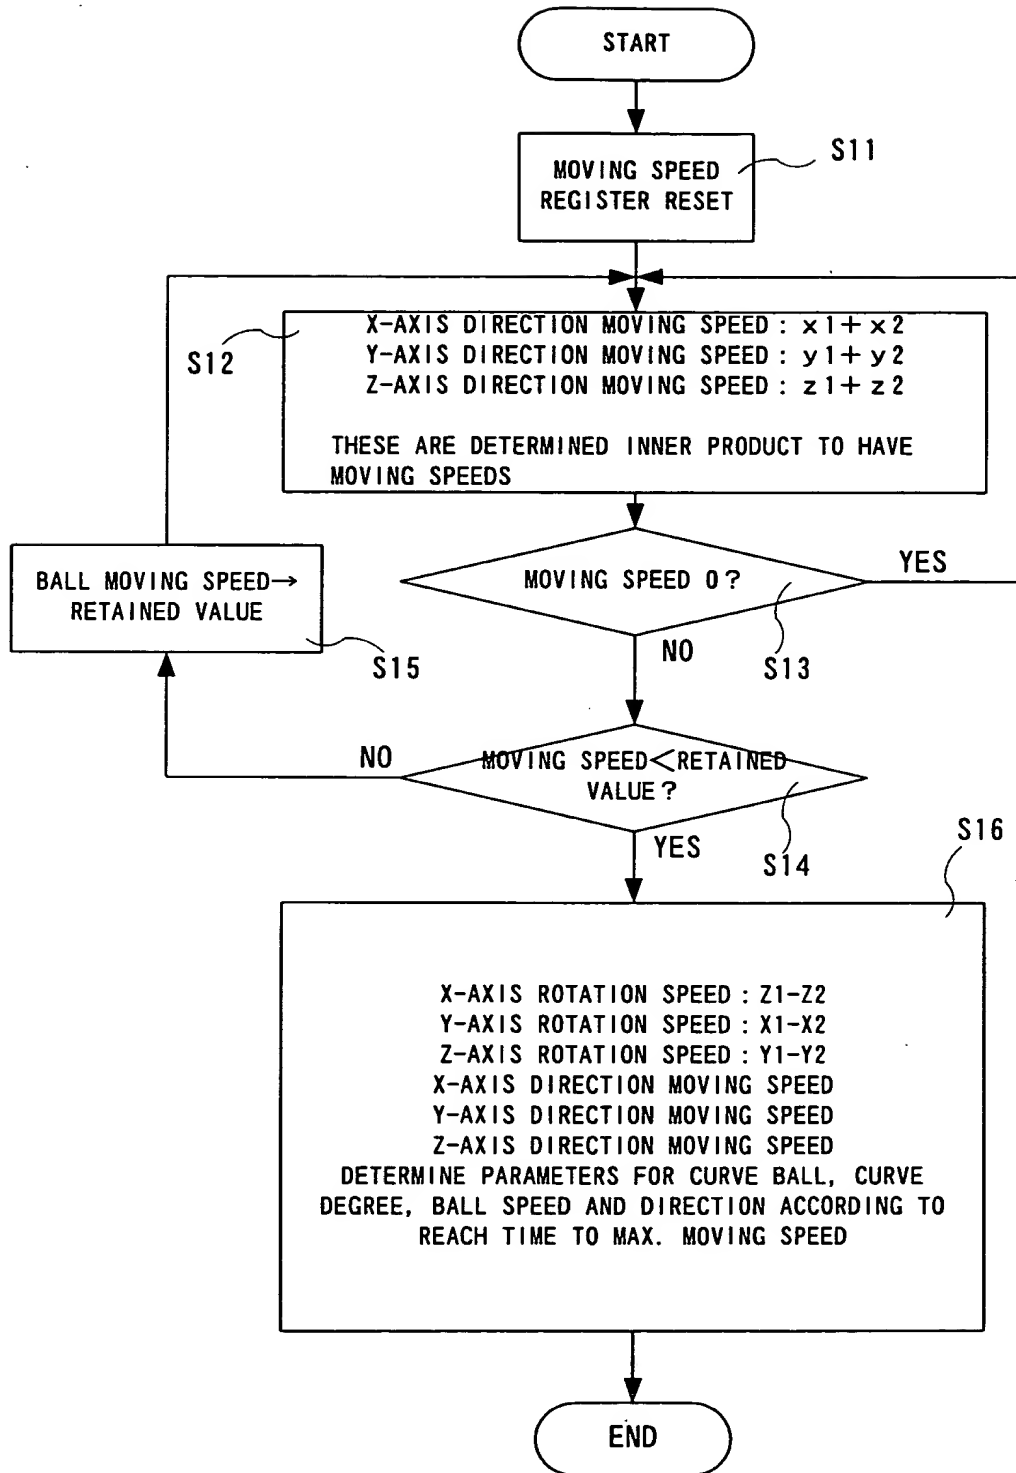 START
MOVING SPEED
REGISTER RESET
S11
X-AXIS DIRECTION MOVING SPEED : x1+x2
Y-AXIS DIRECTION MOVING SPEED : y1+y2
Z-AXIS DIRECTION MOVING SPEED : z1+z2
THESE ARE DETERMINED INNER PRODUCT TO HAVE
MOVING SPEEDS
S12
MOVING SPEED 0?
YES
S13
NO
BALL MOVING SPEED→
RETAINED VALUE
S15
MOVING SPEED<RETAINED
VALUE?
NO
YES
S14
S16
X-AXIS ROTATION SPEED : Z1-Z2
Y-AXIS ROTATION SPEED : X1-X2
Z-AXIS ROTATION SPEED : Y1-Y2
X-AXIS DIRECTION MOVING SPEED
Y-AXIS DIRECTION MOVING SPEED
Z-AXIS DIRECTION MOVING SPEED
DETERMINE PARAMETERS FOR CURVE BALL, CURVE
DEGREE, BALL SPEED AND DIRECTION ACCORDING TO
REACH TIME TO MAX. MOVING SPEED
END